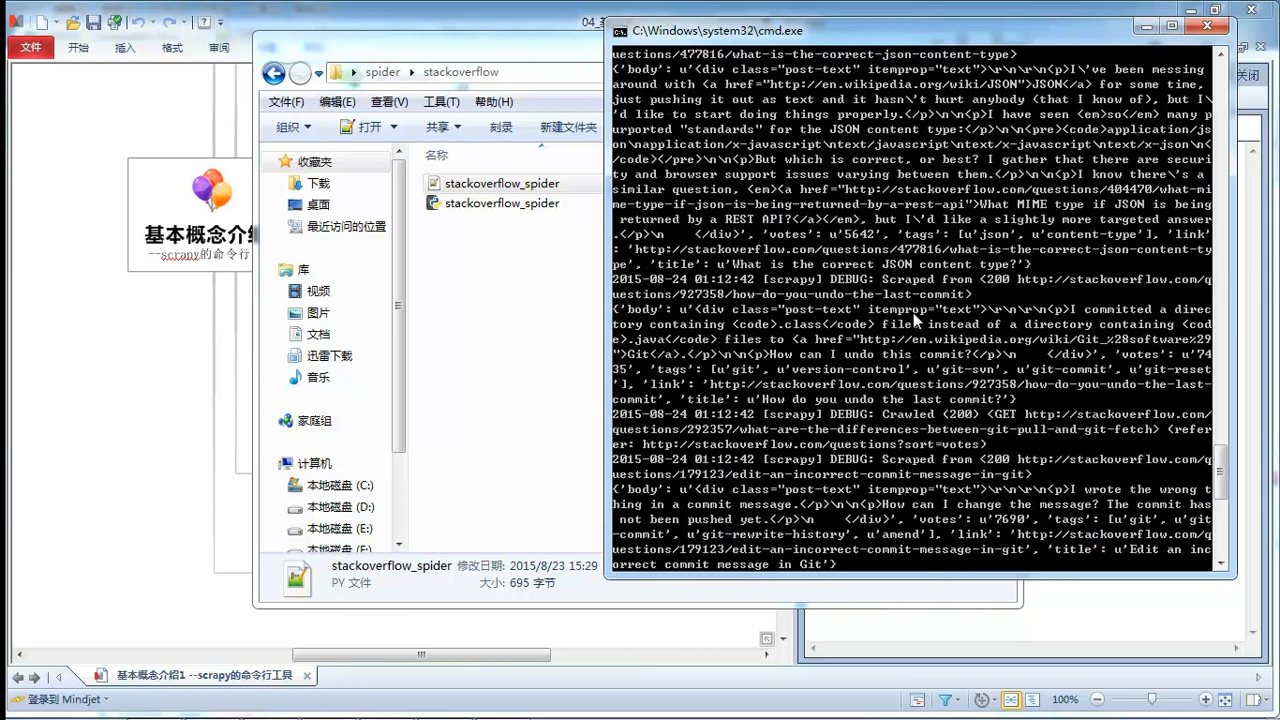 04_
文件 开始 插入 格式 审阅
关闭
基本概念介绍
--scrapy的命令行
spider stackoverflow
文件(F) 编辑(E) 查看(V) 工具(T) 帮助(H)
组织 打开 共享 刻录 新建文件夹
收藏夹
下载
桌面
最近访问的位置
库
视频
图片
文档
迅雷下载
音乐
家庭组
计算机
本地磁盘 (C:)
本地磁盘 (D:)
本地磁盘 (E:)
名称
stackoverflow_spider
stackoverflow_spider
stackoverflow_spider 修改日期: 2015/8/23 15:29
PY 文件 大小: 695 字节
C:\Windows\system32\cmd.exe
uestions/477816/what-is-the-correct-json-content-type>
{'body': u'<div class="post-text" itemprop="text">\r\n\r\n<p>I\'ve been messing
around with <a href="http://en.wikipedia.org/wiki/JSON">JSON</a> for some time,
just pushing it out as text and it hasn\'t hurt anybody (that I know of), but I\
'd like to start doing things properly.</p>\n\n<p>I have seen <em>so</em> many p
urported "standards" for the JSON content type:</p>\n\n<pre><code>application/js
on\napplication/x-javascript\ntext/javascript\ntext/x-javascript\ntext/x-json\n<
/code></pre>\n\n<p>But which is correct, or best? I gather that there are securi
ty and browser support issues varying between them.</p>\n\n<p>I know there\'s a
similar question, <em><a href="http://stackoverflow.com/questions/404470/what-mi
me-type-if-json-is-being-returned-by-a-rest-api">What MIME type if JSON is being
returned by a REST API?</a></em>, but I\'d like a slightly more targeted answer
.</p>\n    </div>', 'votes': u'5642', 'tags': [u'json', u'content-type'], 'link'
: 'http://stackoverflow.com/questions/477816/what-is-the-correct-json-content-ty
pe', 'title': u'What is the correct JSON content type?'}
2015-08-24 01:12:42 [scrapy] DEBUG: Scraped from <200 http://stackoverflow.com/q
uestions/927358/how-do-you-undo-the-last-commit>
{'body': u'<div class="post-text" itemprop="text">\r\n\r\n<p>I committed a direc
tory containing <code>.class</code> files instead of a directory containing <cod
e>.java</code> files to <a href="http://en.wikipedia.org/wiki/Git_%28software%29
">Git</a>.</p>\n\n<p>How can I undo this commit?</p>\n    </div>', 'votes': u'74
35', 'tags': [u'git', u'version-control', u'git-svn', u'git-commit', u'git-reset
'], 'link': 'http://stackoverflow.com/questions/927358/how-do-you-undo-the-last-
commit', 'title': u'How do you undo the last commit?'}
2015-08-24 01:12:42 [scrapy] DEBUG: Crawled (200) <GET http://stackoverflow.com/
questions/292357/what-are-the-differences-between-git-pull-and-git-fetch> (refer
er: http://stackoverflow.com/questions?sort=votes)
2015-08-24 01:12:42 [scrapy] DEBUG: Scraped from <200 http://stackoverflow.com/q
uestions/179123/edit-an-incorrect-commit-message-in-git>
{'body': u'<div class="post-text" itemprop="text">\r\n\r\n<p>I wrote the wrong t
hing in a commit message.</p>\n\n<p>How can I change the message? The commit has
not been pushed yet.</p>\n    </div>', 'votes': u'7690', 'tags': [u'git', u'git
-commit', u'git-rewrite-history', u'amend'], 'link': 'http://stackoverflow.com/q
uestions/179123/edit-an-incorrect-commit-message-in-git', 'title': u'Edit an inc
orrect commit message in Git'}
基本概念介绍1 --scrapy的命令行工具
登录到 Mindjet 100%